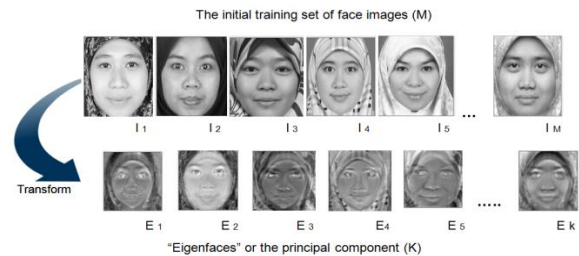 The initial training set of face images (M)
I 1 I 2 I 3 I 4 I 5 ... I M
Transform
.....
E 1 E 2 E 3 E4 E 5 E k
“Eigenfaces” or the principal component (K)